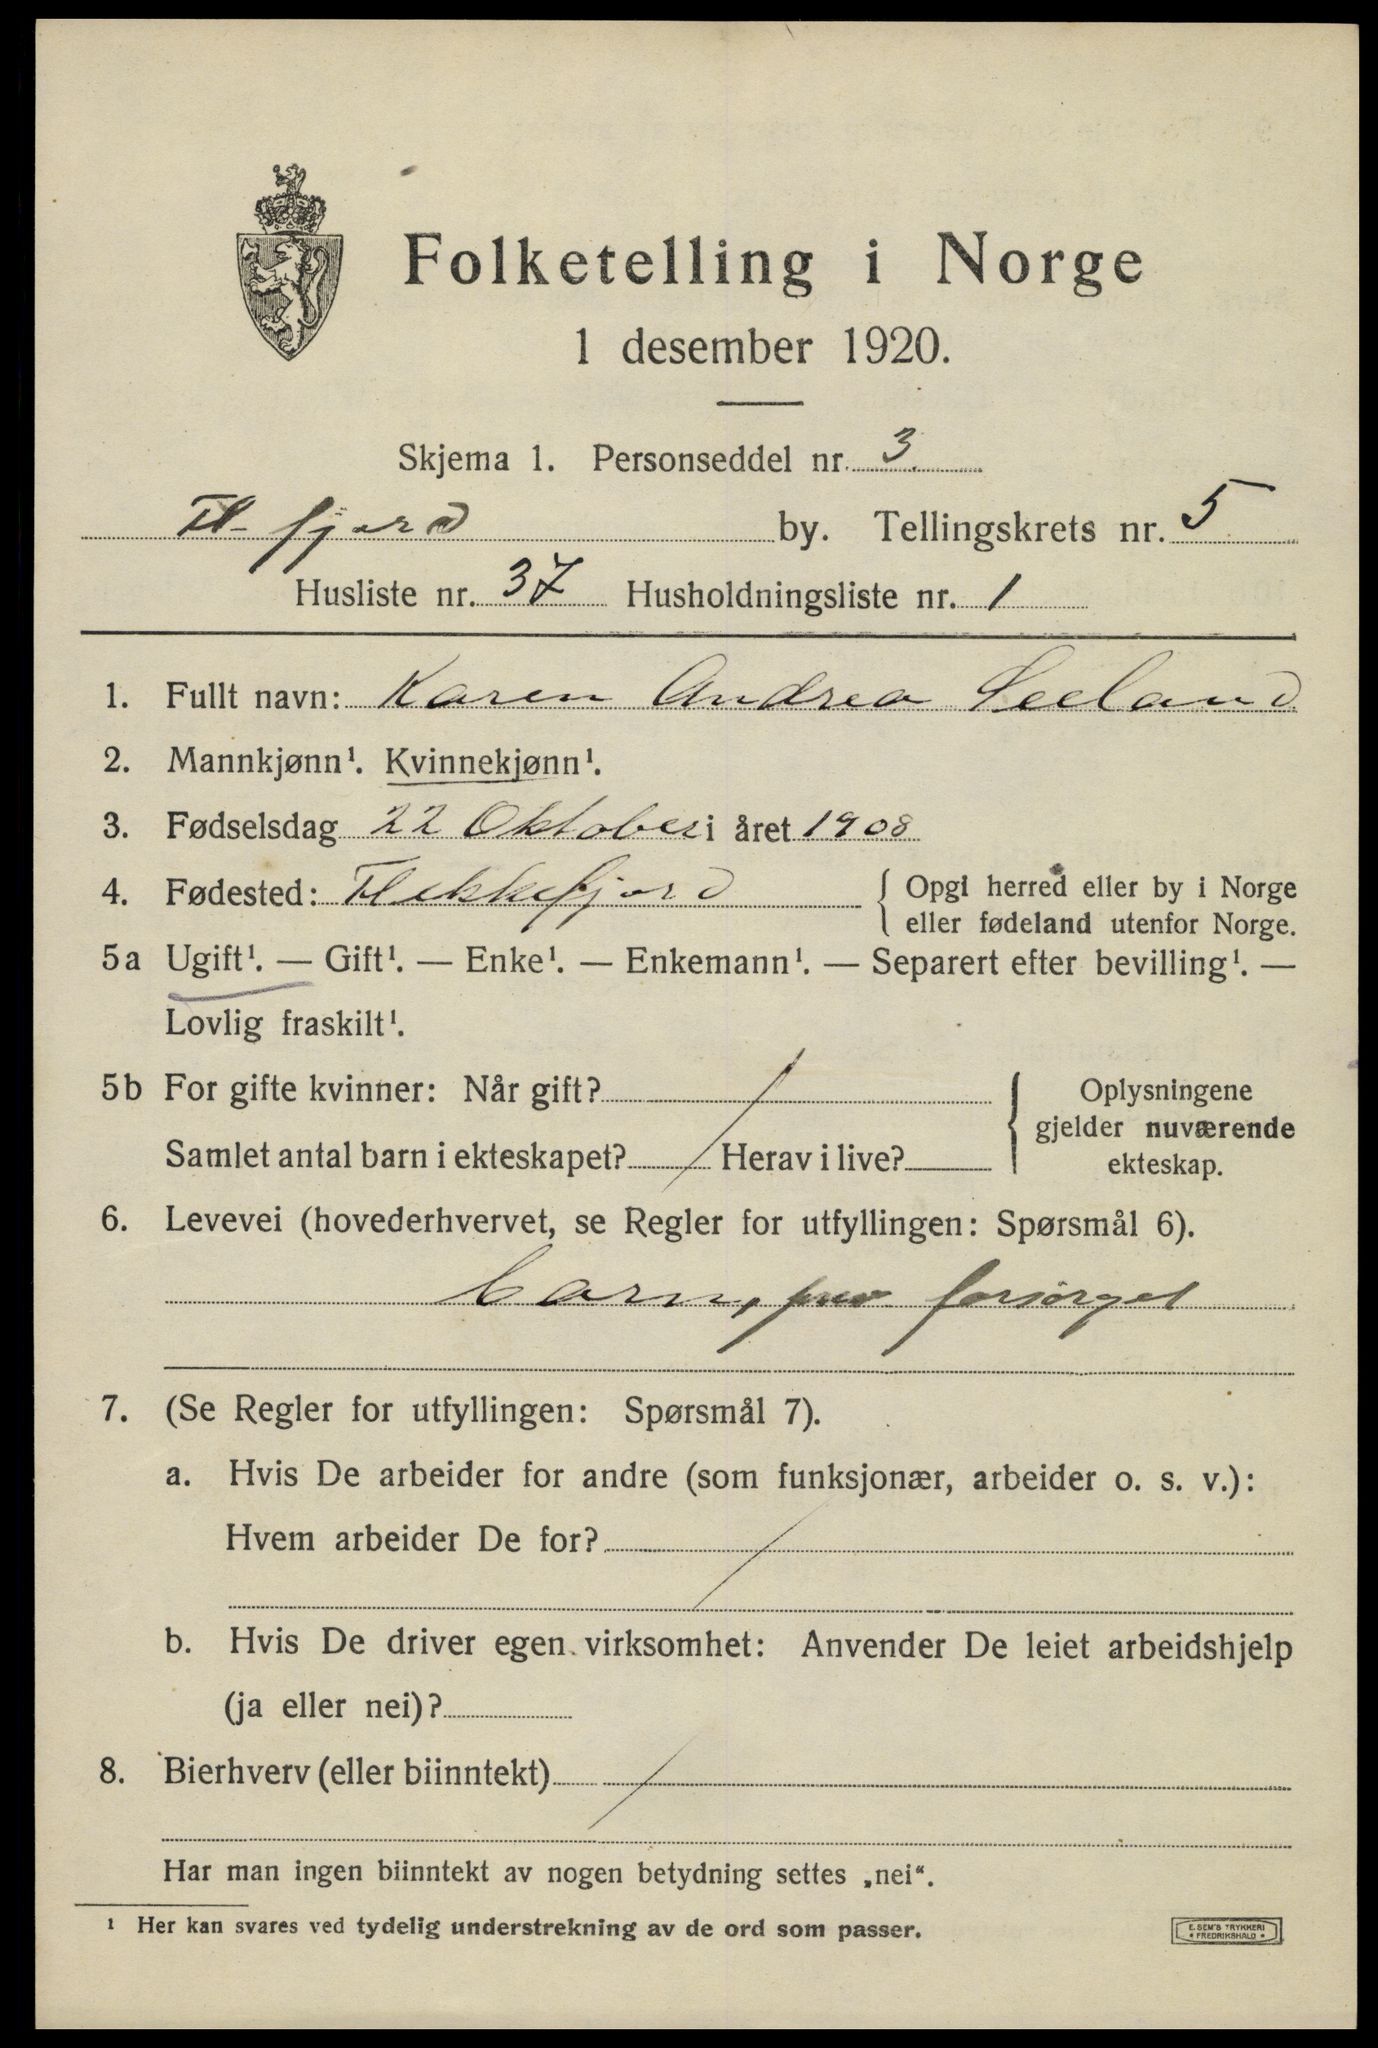 Folketelling i Norge
1 desember 1920.
Skjema 1. Personseddel nr. 3.
Fl-fjord by. Tellingskrets nr. 5
Husliste nr. 37 Husholdningsliste nr. 1
1. Fullt navn: Karen Andrea Seeland
2. Mannkjønn¹. Kvinnekjønn¹.
3. Fødselsdag 22 Oktober i året 1908
4. Fødested: Flekkefjord { Opgi herred eller by i Norge
eller fødeland utenfor Norge.
5a Ugift¹. — Gift¹. — Enke¹. — Enkemann¹. — Separert efter bevilling¹. —
Lovlig fraskilt¹.
5b For gifte kvinner: Når gift? { Oplysningene
gjelder nuværende
Samlet antal barn i ekteskapet? Herav i live? ekteskap.
6. Levevei (hovederhvervet, se Regler for utfyllingen: Spørsmål 6).
barn, priv forsørget
7. (Se Regler for utfyllingen: Spørsmål 7).
a. Hvis De arbeider for andre (som funksjonær, arbeider o. s. v.):
Hvem arbeider De for?
b. Hvis De driver egen virksomhet: Anvender De leiet arbeidshjelp
(ja eller nei)?
8. Bierhverv (eller biinntekt)
Har man ingen biinntekt av nogen betydning settes „nei“.
¹ Her kan svares ved tydelig understrekning av de ord som passer.
E. SEM'S TRYKKERI
* FREDRIKSHALD *